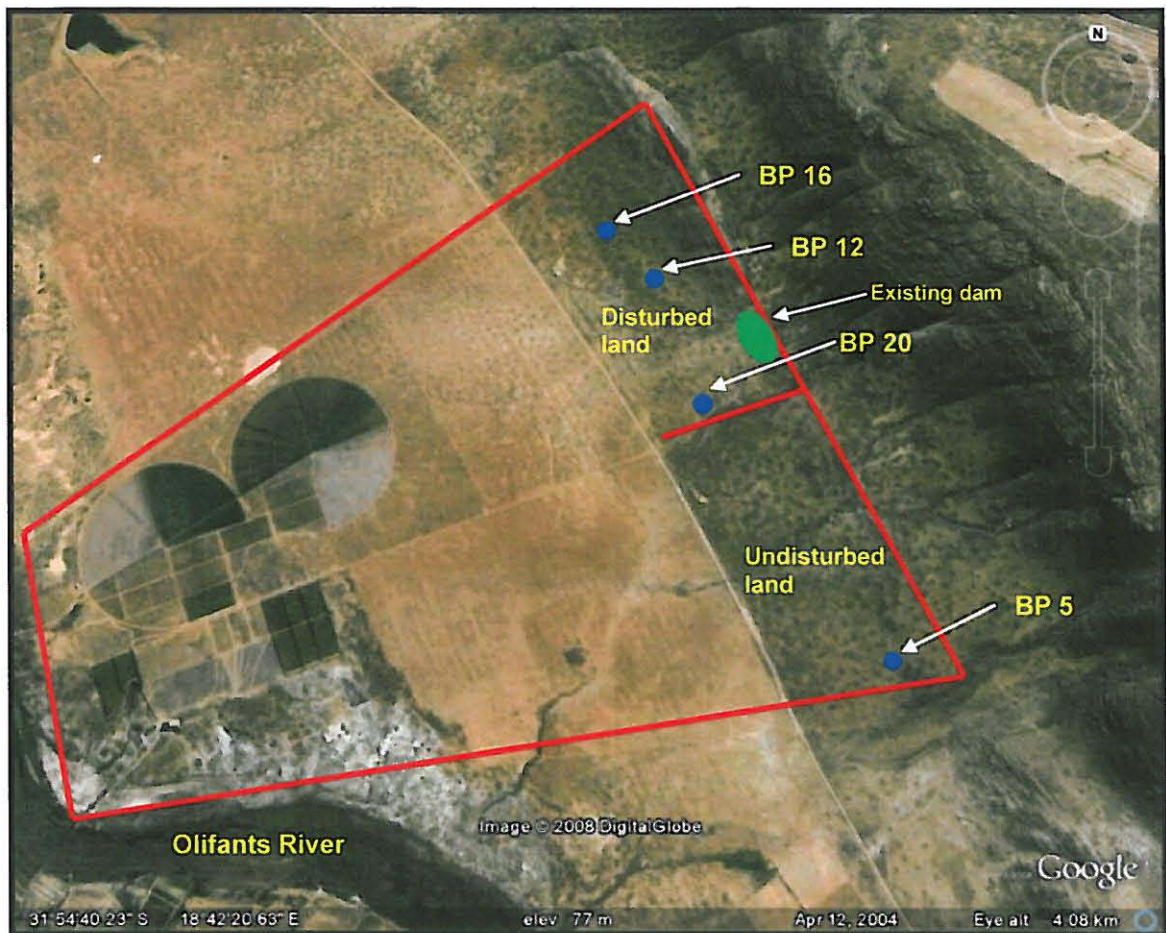 N
BP 16
BP 12
Existing dam
Disturbed
land
BP 20
Undisturbed
land
BP 5
Image © 2008 DigitalGlobe
Olifants River
Google
31°54'40.23" S 18°42'20.63" E elev 77 m Apr 12, 2004 Eye alt 4.08 km